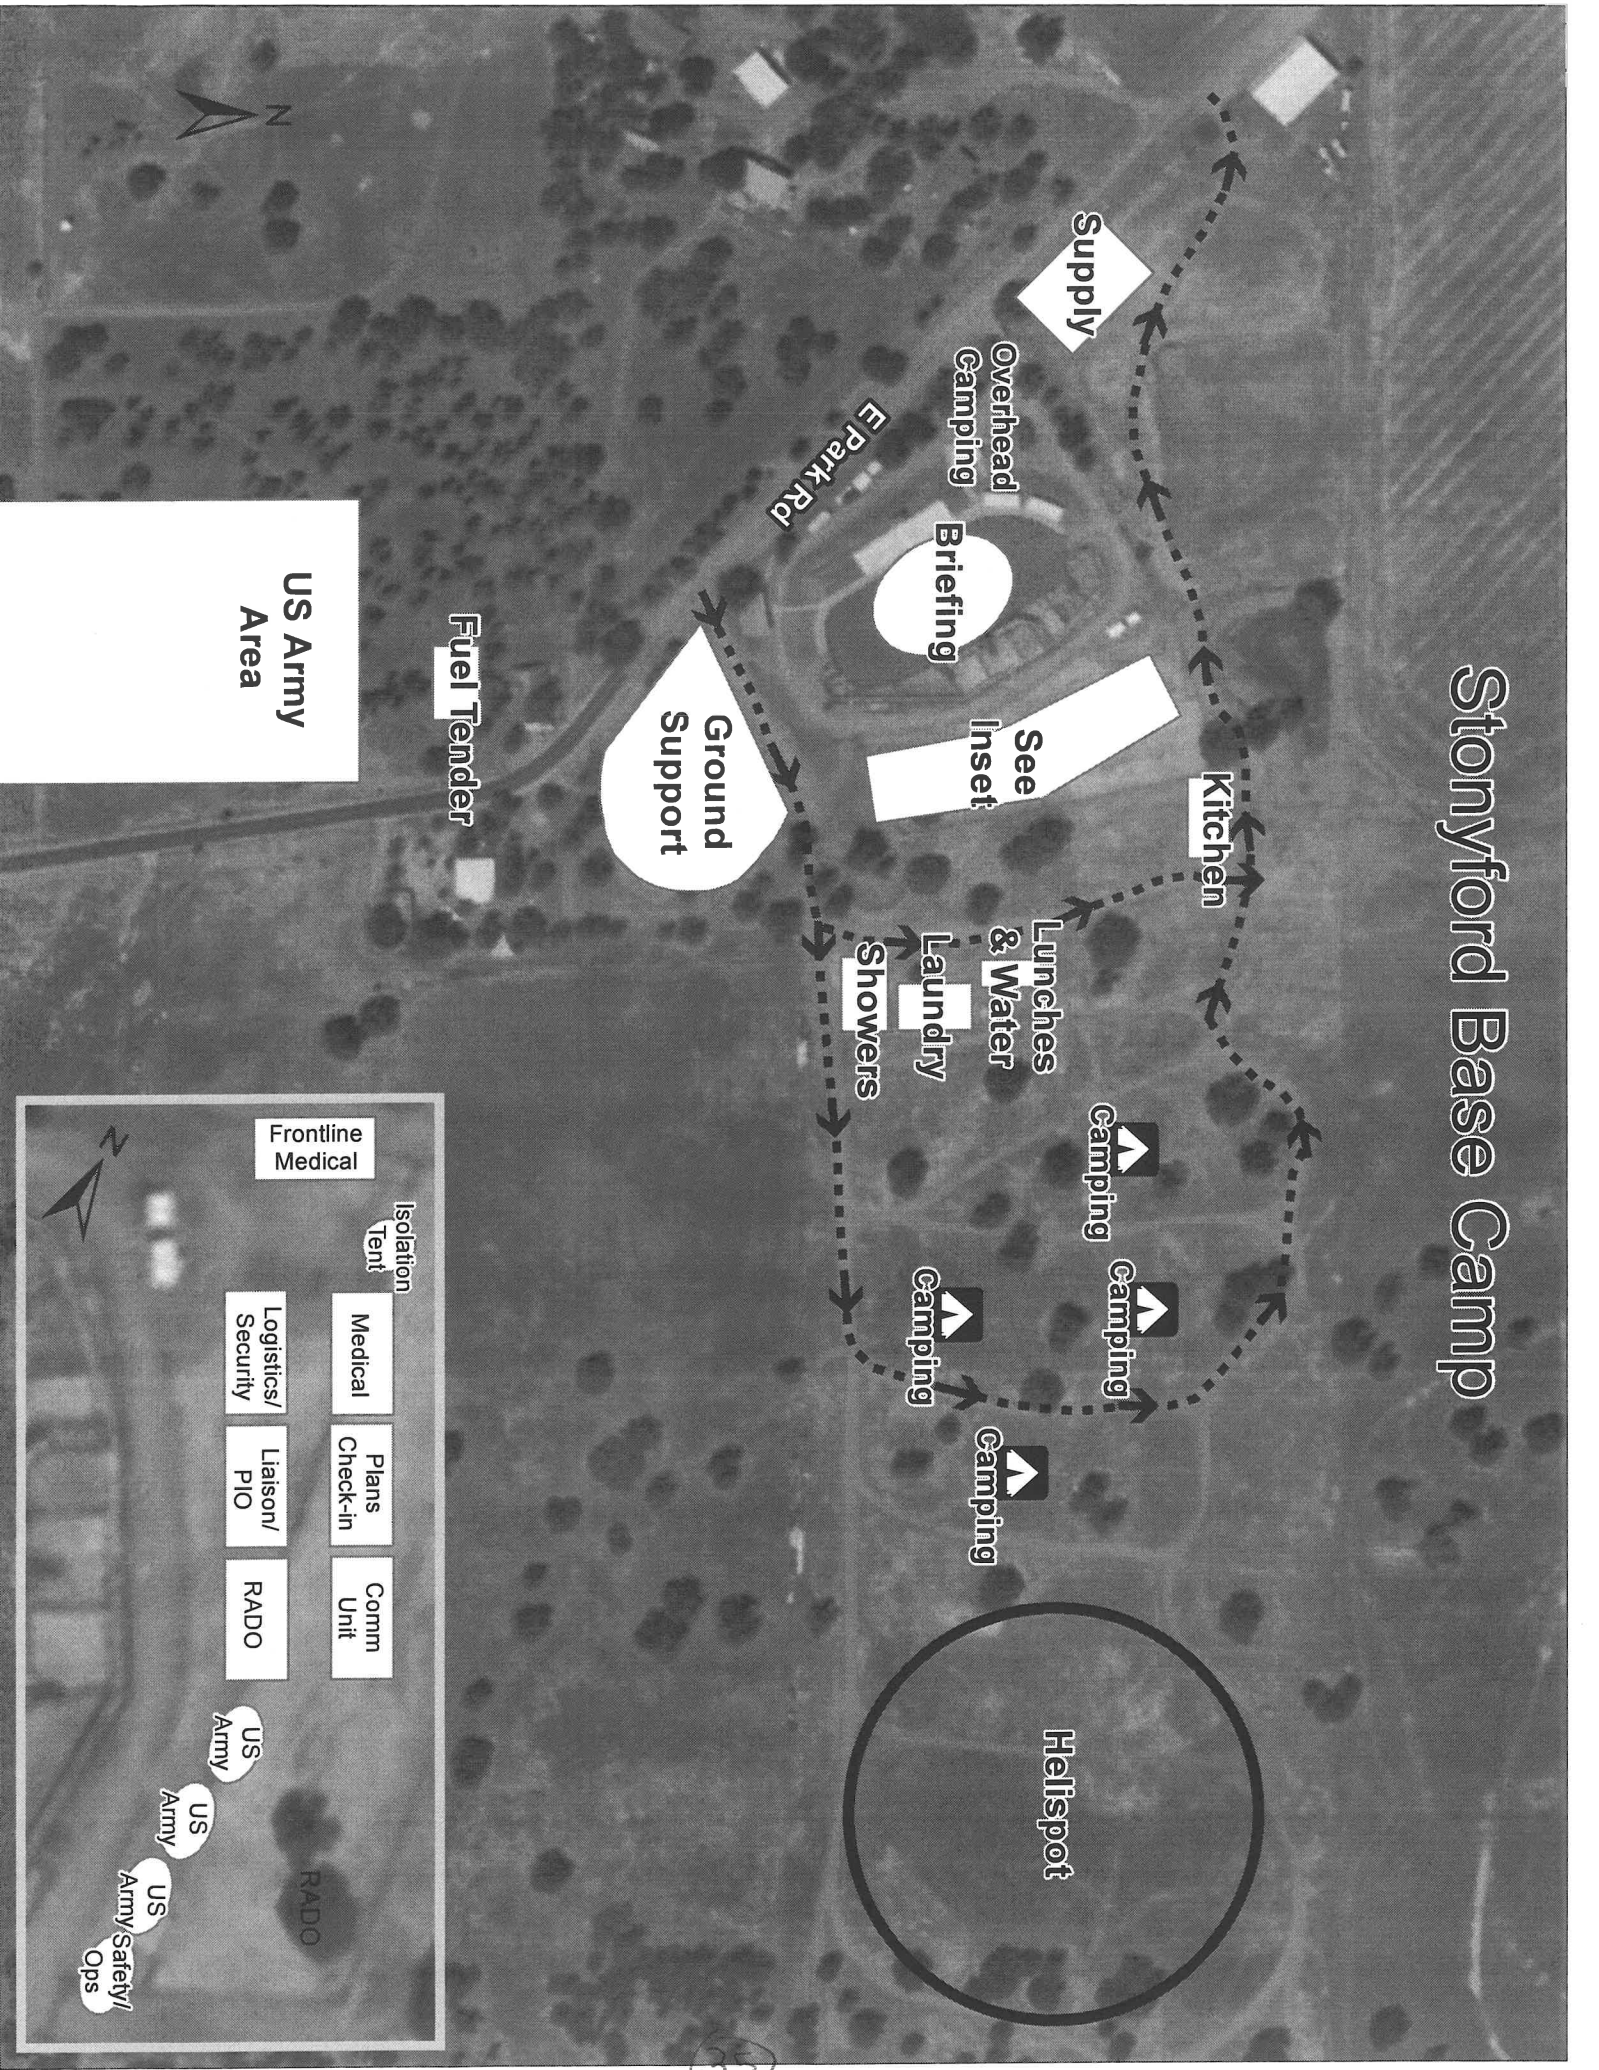 Stonyford Base Camp
Supply
Overhead
Camping
E Park Rd
Briefing
See
Inset
Kitchen
Ground
Support
Fuel Tender
US Army
Area
Lunches
& Water
Laundry
Showers
Camping
Camping
Camping
Camping
Helispot
N
N
Frontline
Medical
Isolation
Tent
Medical
Plans
Check-in
Comm
Unit
Logistics/
Security
Liaison/
PIO
RADO
US
Army
US
Army
US
Army
Safety/
Ops
RADO